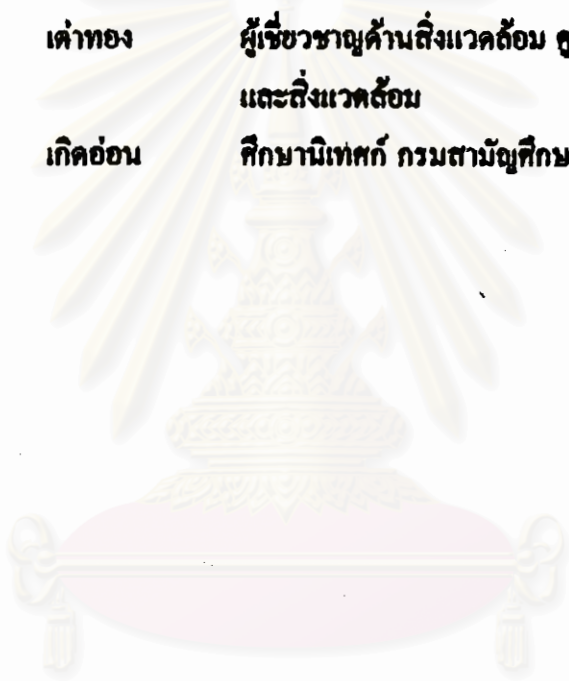 เต่าทอง ผู้เชี่ยวชาญด้านสิ่งแวดล้อม
และสิ่งแวดล้อม
เกิดอ่อน ศึกษานิเทศก์ กรมสามัญศึกษ